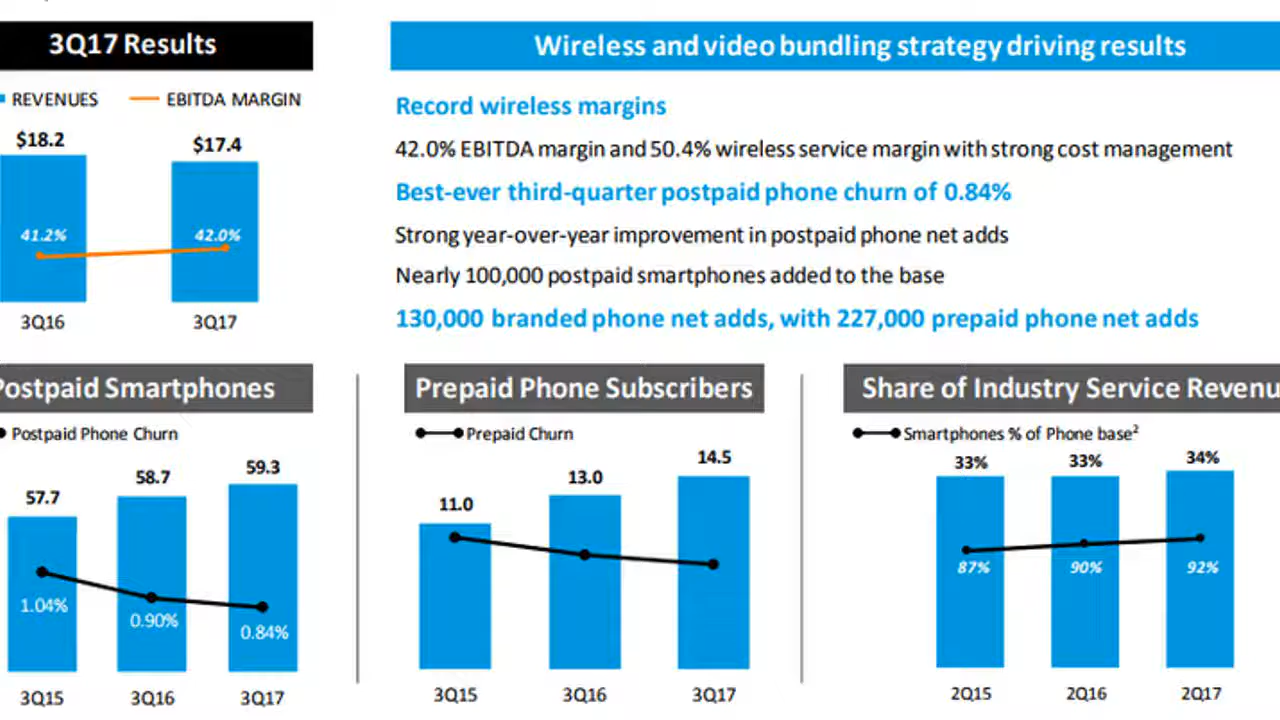 3Q17 Results
REVENUES EBITDA MARGIN
$18.2
$17.4
41.2%
42.0%
3Q16
3Q17
Wireless and video bundling strategy driving results
Record wireless margins
42.0% EBITDA margin and 50.4% wireless service margin with strong cost management
Best-ever third-quarter postpaid phone churn of 0.84%
Strong year-over-year improvement in postpaid phone net adds
Nearly 100,000 postpaid smartphones added to the base
130,000 branded phone net adds, with 227,000 prepaid phone net adds
Postpaid Smartphones
Postpaid Phone Churn
57.7
58.7
59.3
1.04%
0.90%
0.84%
3Q15
3Q16
3Q17
Prepaid Phone Subscribers
Prepaid Churn
11.0
13.0
14.5
3Q15
3Q16
3Q17
Share of Industry Service Revenu
Smartphones % of Phone base²
33%
33%
34%
87%
90%
92%
2Q15
2Q16
2Q17